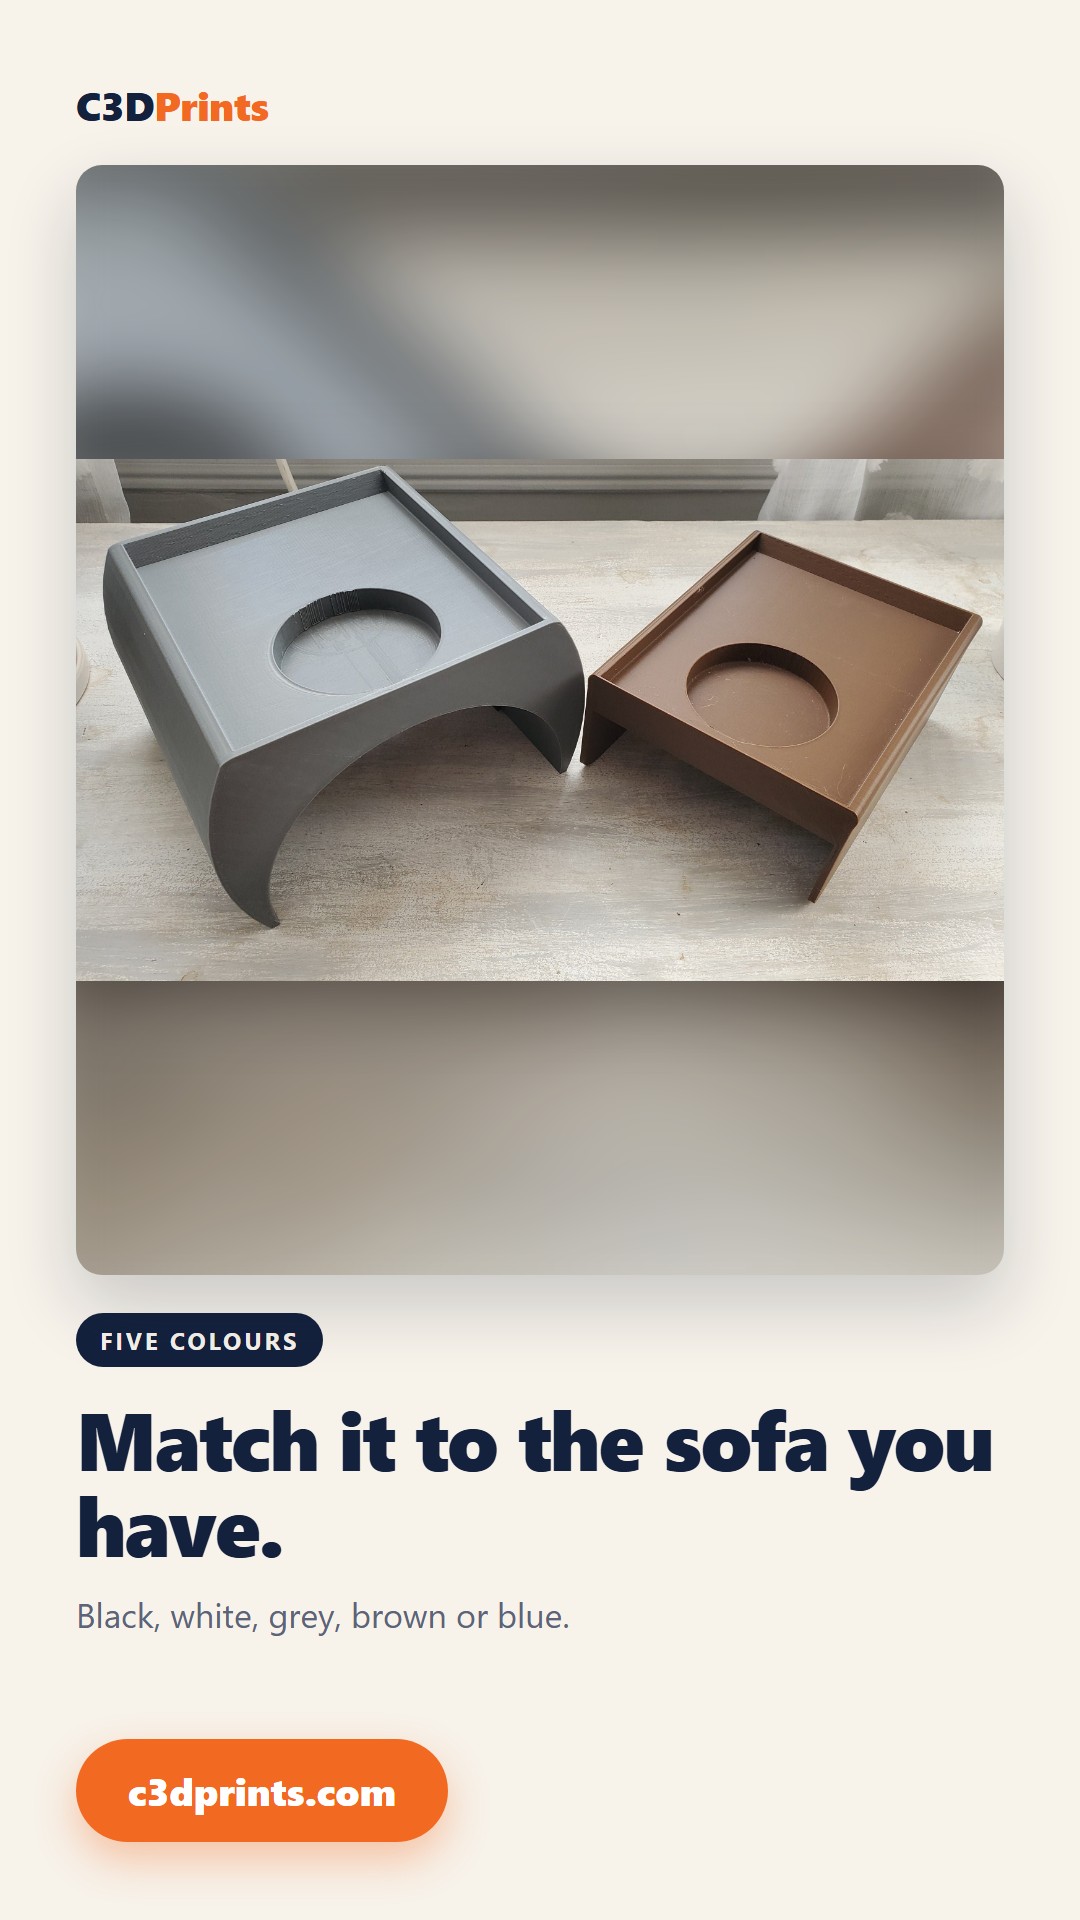 C3DPrints
FIVE COLOURS
Match it to the sofa you
have.
Black, white, grey, brown or blue.
c3dprints.com